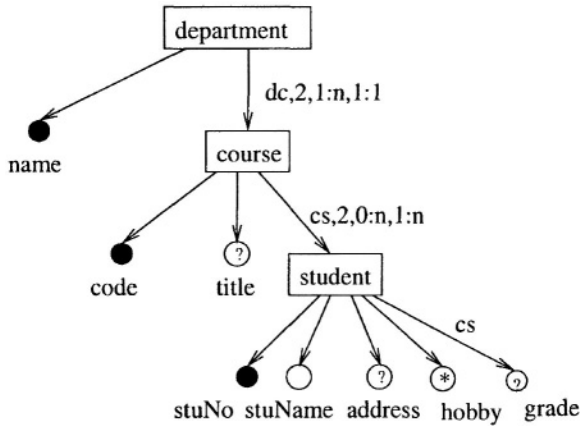 department
dc,2,1:n,1:1
name
course
cs,2,0:n,1:n
?
code
title
student
cs
?
*
?
stuNo stuName address hobby grade